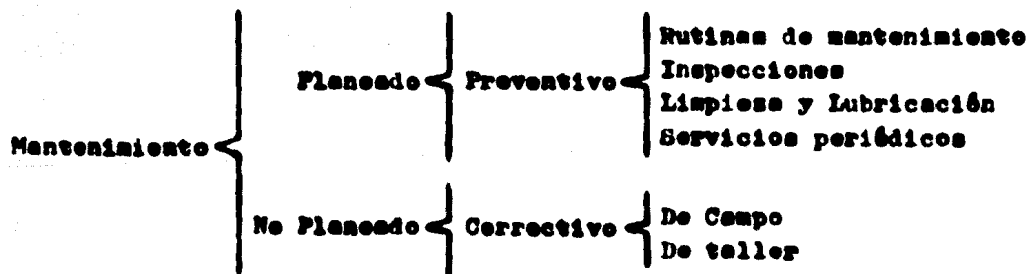 Rutinas de mantenimiento
Planeado Preventivo Inspecciones
Limpieza y Lubricación
Servicios periódicos
Mantenimiento
No Planeado Correctivo De Campo
De taller